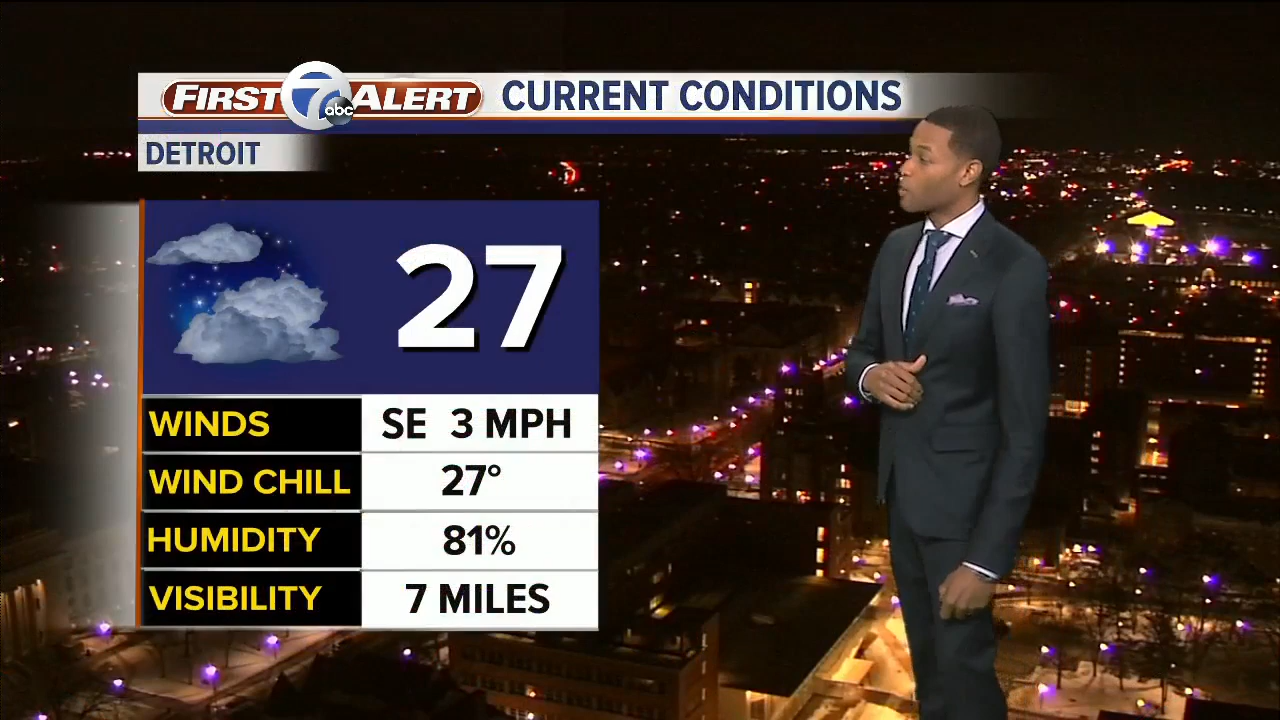 FIRST 7 abc ALERT CURRENT CONDITIONS
DETROIT
27
WINDS SE 3 MPH
WIND CHILL 27°
HUMIDITY 81%
VISIBILITY 7 MILES